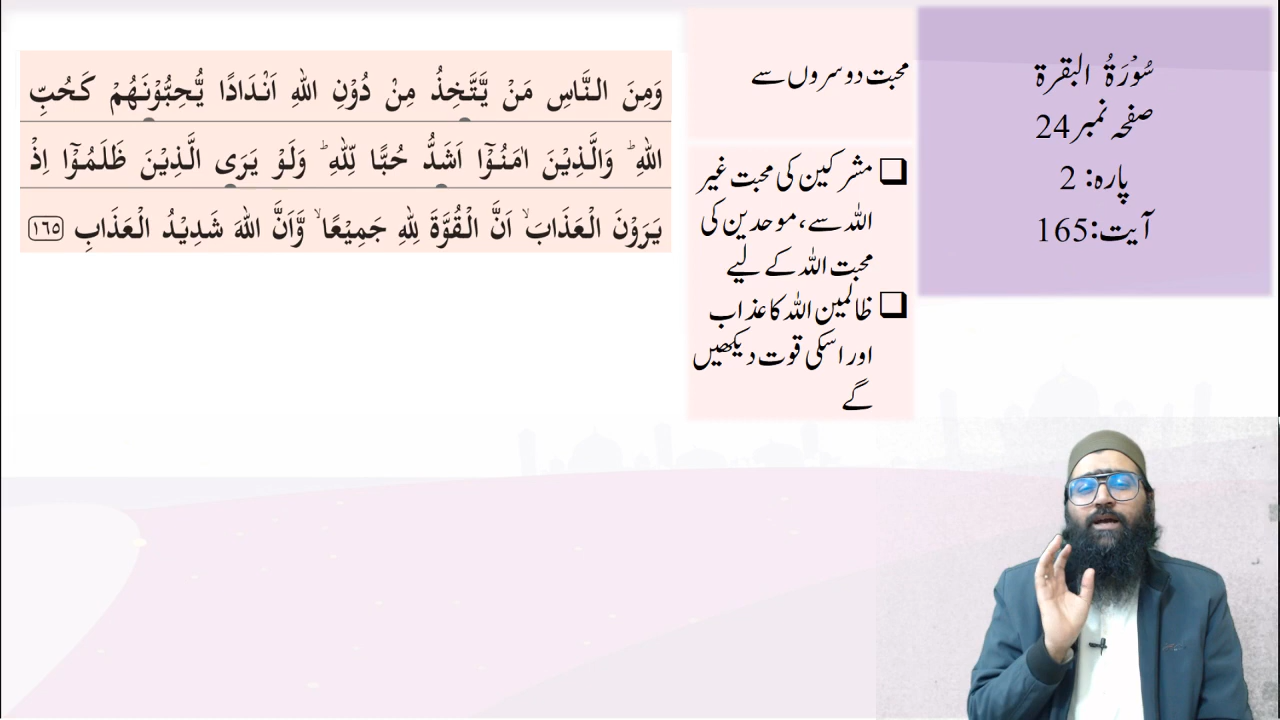 سُوْرَۃُ البقرۃ
صفحہ نمبر 24
پارہ: 2
آیت:165
محبت دوسروں سے
❑ مشرکین کی محبت غیر
اللہ سے، موحدین کی
محبت اللہ کے لیے
❑ ظالمین اللہ کا عذاب
اور اسکی قوت دیکھیں
گے
وَمِنَ النَّاسِ مَنْ يَّتَّخِذُ مِنْ دُوْنِ اللّٰهِ اَنْدَادًا يُّحِبُّوْنَهُمْ كَحُبِّ
اللّٰهِ ؕ وَالَّذِيْنَ اٰمَنُوْٓا اَشَدُّ حُبًّا لِّلّٰهِ ؕ وَلَوْ يَرَى الَّذِيْنَ ظَلَمُوْٓا اِذْ
يَرَوْنَ الْعَذَابَ ۙ اَنَّ الْقُوَّةَ لِلّٰهِ جَمِيْعًا ۙ وَّاَنَّ اللّٰهَ شَدِيْدُ الْعَذَابِ ١٦٥